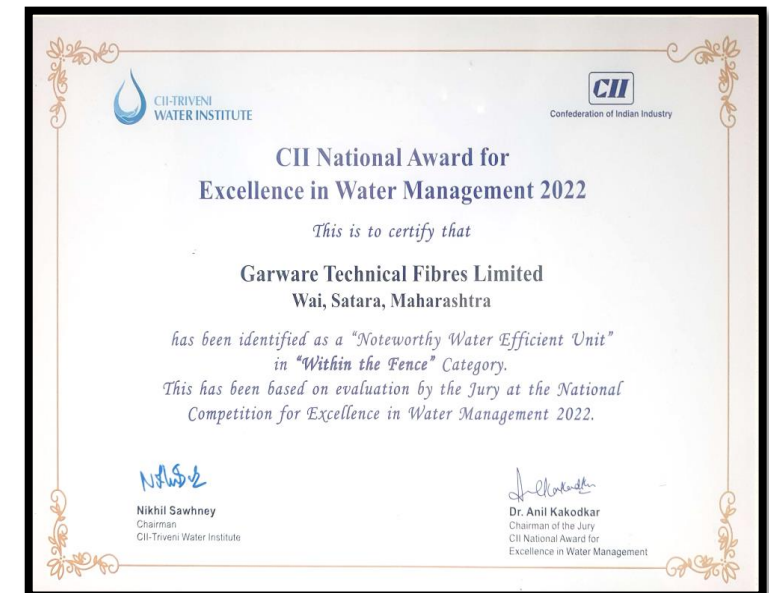 CII-TRIVENI
WATER INSTITUTE
CII
Confederation of Indian Industry
CII National Award for
Excellence in Water Management 2022
This is to certify that
Garware Technical Fibres Limited
Wai, Satara, Maharashtra
has been identified as a “Noteworthy Water Efficient Unit”
in “Within the Fence” Category.
This has been based on evaluation by the Jury at the National
Competition for Excellence in Water Management 2022.
Nikhil Sawhney
Chairman
CII-Triveni Water Institute
Dr. Anil Kakodkar
Chairman of the Jury
CII National Award for
Excellence in Water Management